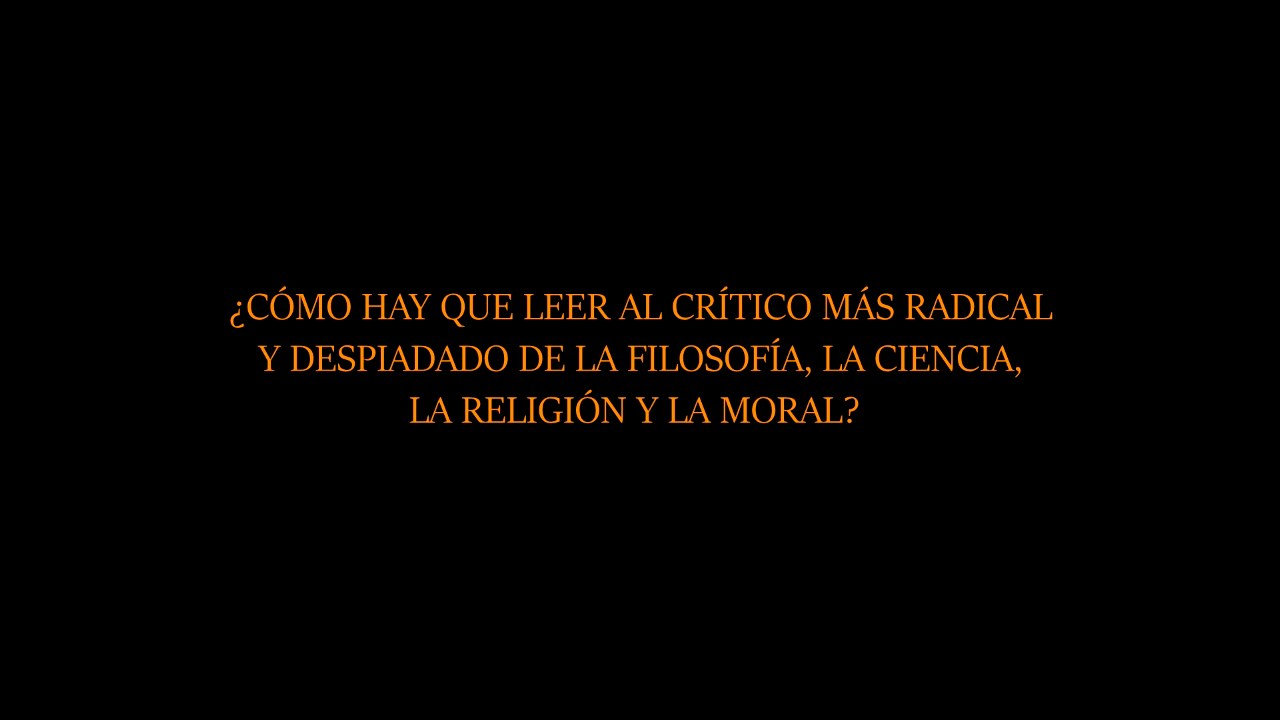 ¿CÓMO HAY QUE LEER AL CRÍTICO MÁS RADICAL
Y DESPIADADO DE LA FILOSOFÍA, LA CIENCIA,
LA RELIGIÓN Y LA MORAL?